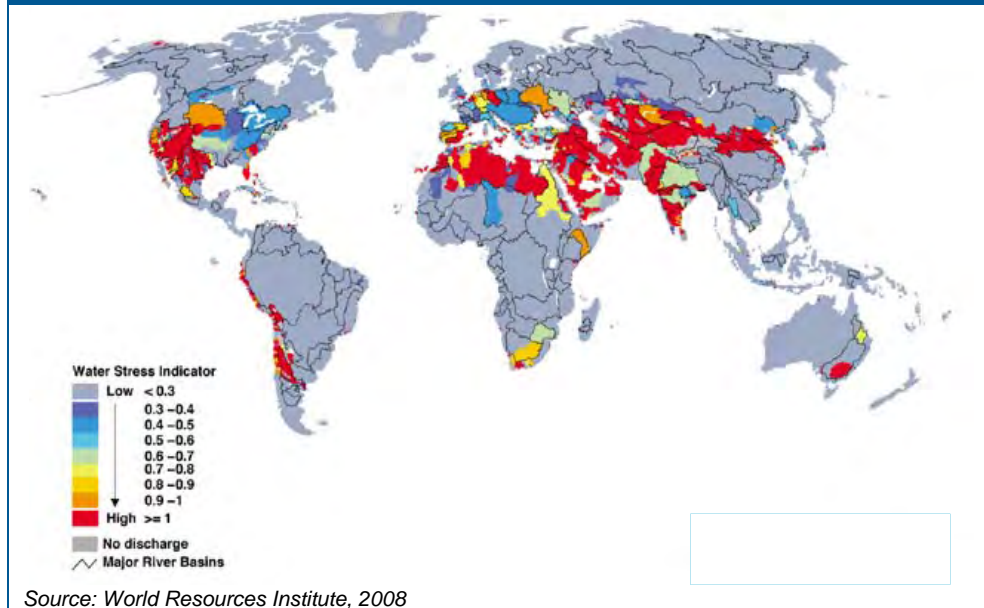 Water Stress Indicator
Low < 0.3
0.3 –0.4
0.4 –0.5
0.5 –0.6
0.6 –0.7
0.7 –0.8
0.8 –0.9
0.9 –1
High >= 1
No discharge
Major River Basins
Source: World Resources Institute, 2008